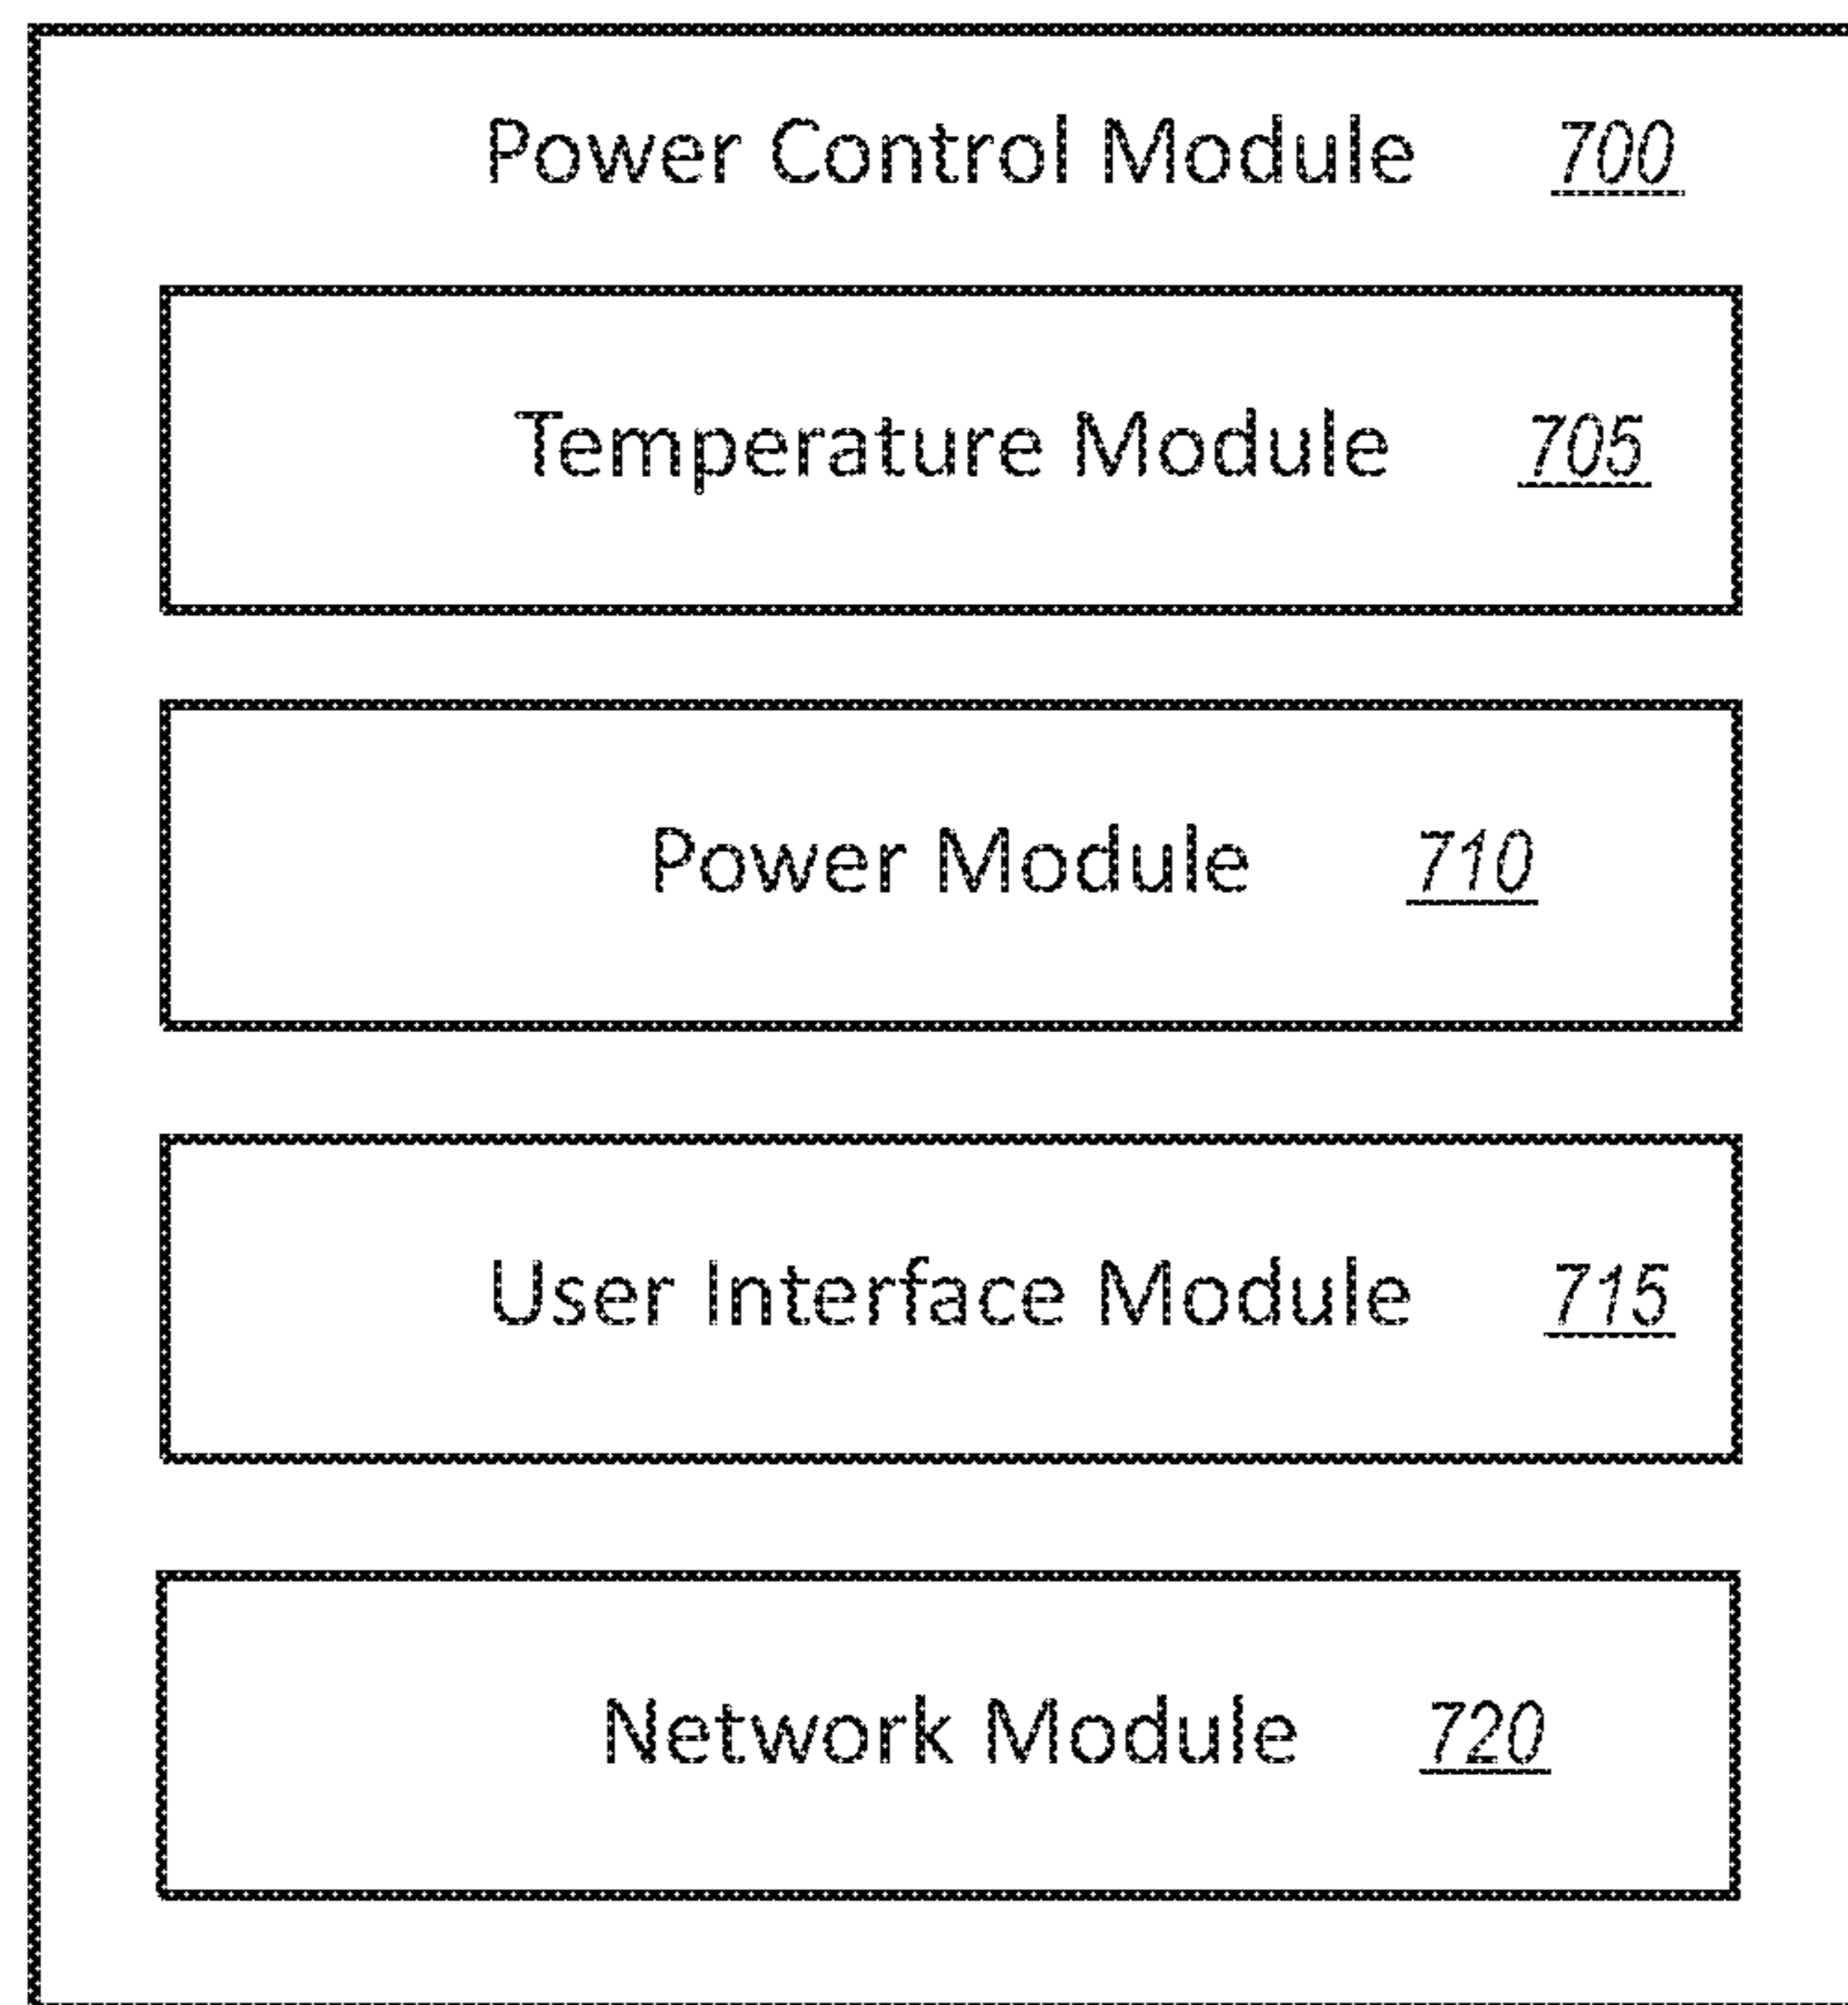 Power Control Module 700
Temperature Module 705
Power Module 710
User Interface Module 715
Network Module 720